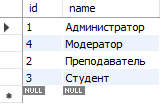 id name
1 Администратор
4 Модератор
2 Преподаватель
3 Студент
NULL NULL